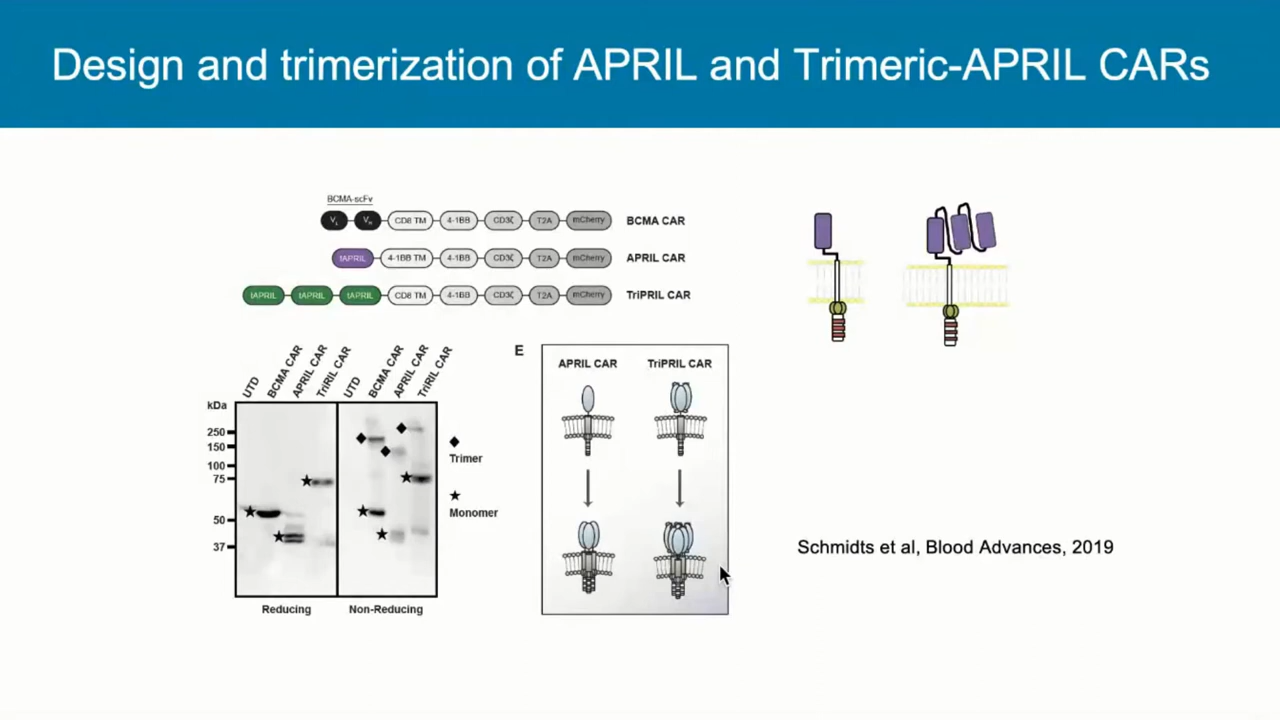 Design and trimerization of APRIL and Trimeric-APRIL CARs
BCMA-scFv
V_L V_H CD8 TM 4-1BB CD3ζ T2A mCherry BCMA CAR
tAPRIL 4-1BB TM 4-1BB CD3ζ T2A mCherry APRIL CAR
tAPRIL tAPRIL tAPRIL CD8 TM 4-1BB CD3ζ T2A mCherry TriPRIL CAR
UTD BCMA CAR APRIL CAR TriRIL CAR UTD BCMA CAR APRIL CAR TriRIL CAR
kDa
250
150
100
75
50
37
Reducing Non-Reducing
Trimer
Monomer
E
APRIL CAR TriPRIL CAR
Schmidts et al, Blood Advances, 2019